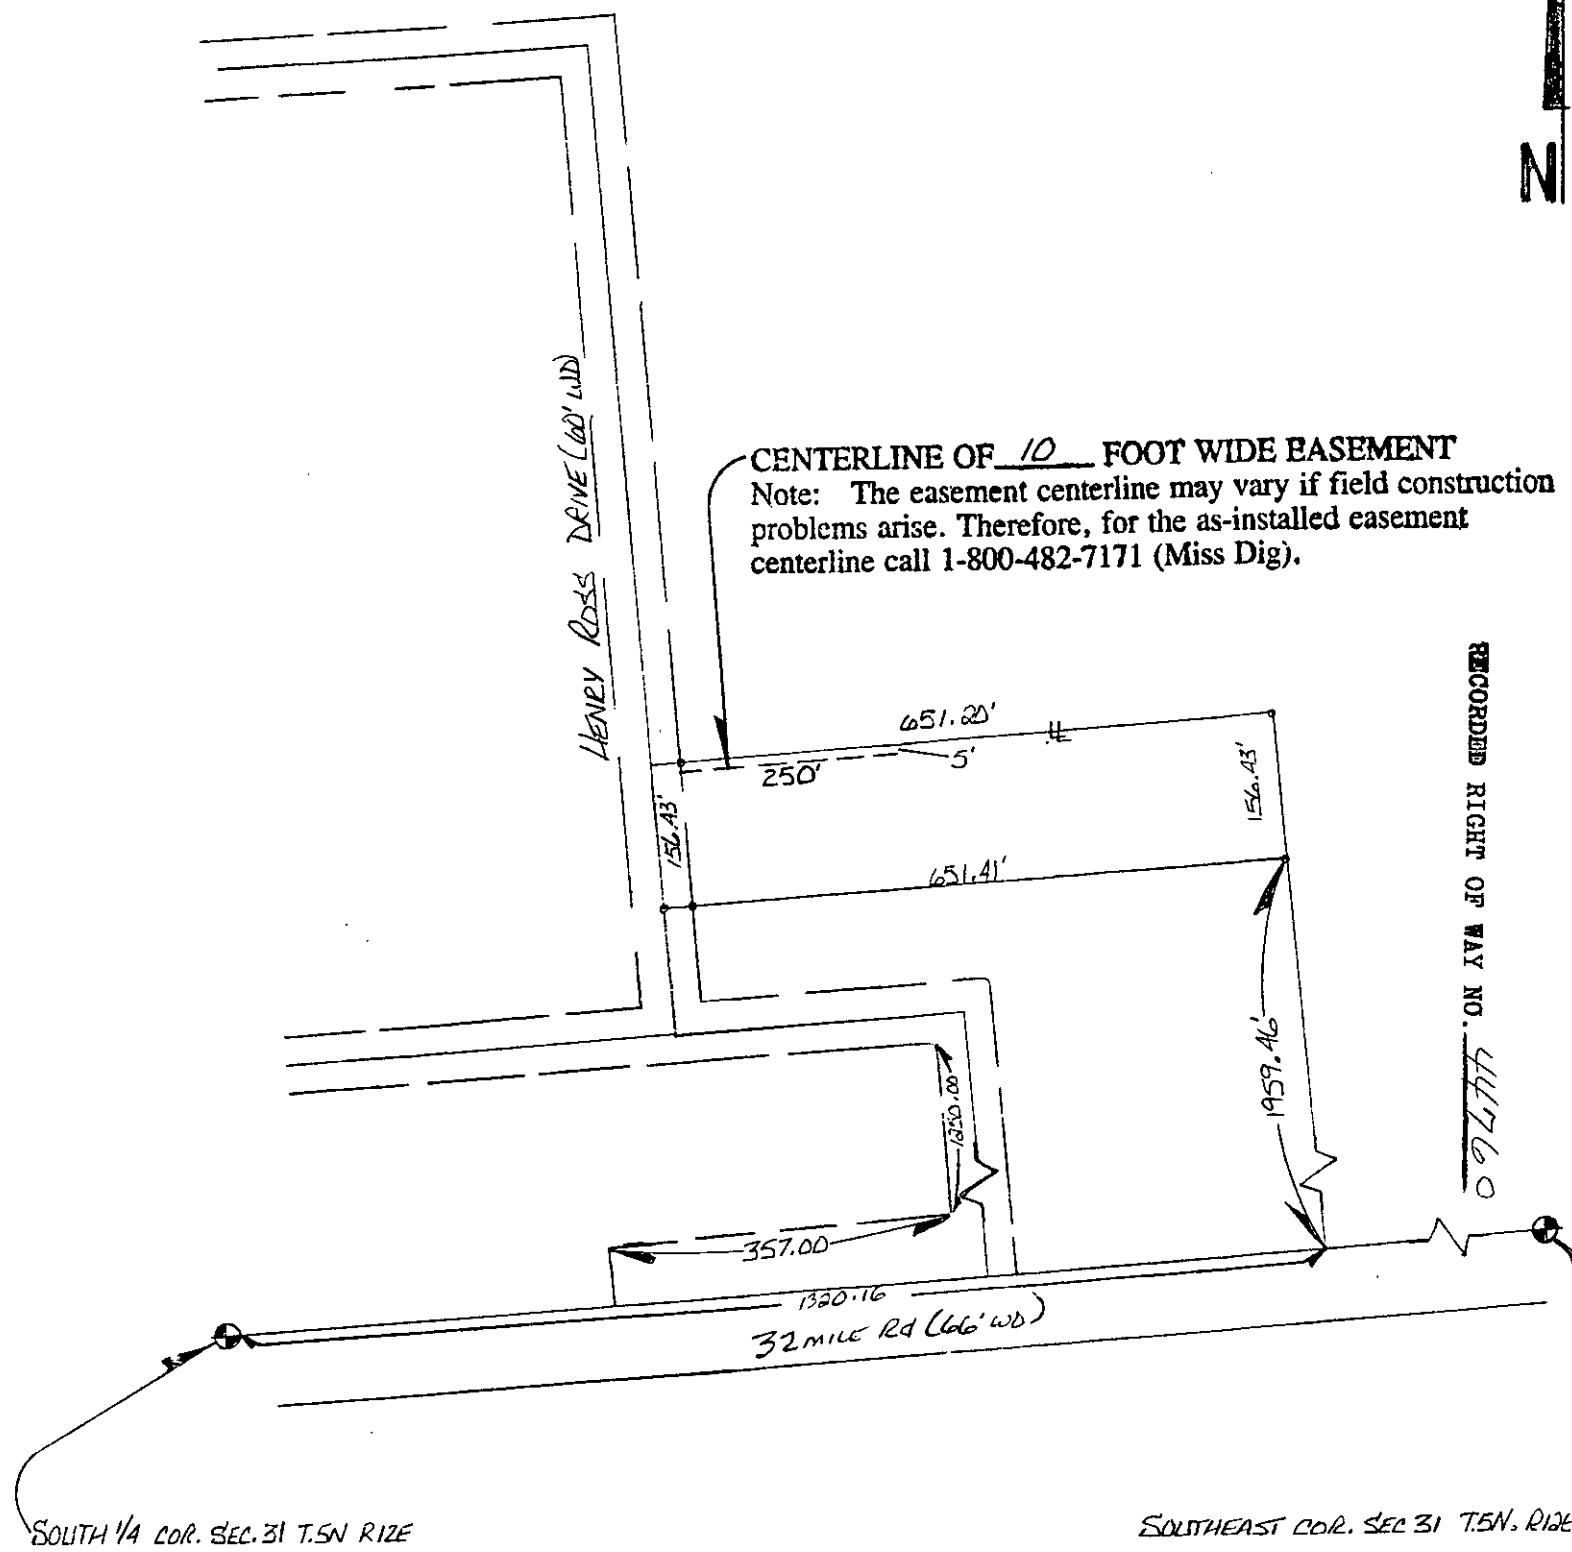 N
HENRY ROSS DRIVE (60' WD)
CENTERLINE OF 10 FOOT WIDE EASEMENT
Note: The easement centerline may vary if field construction
problems arise. Therefore, for the as-installed easement
centerline call 1-800-482-7171 (Miss Dig).
651.20'
5'
250'
156.43'
156.43'
651.41'
RECORDED RIGHT OF WAY NO. 44760
1959.46'
1250.00
357.00
1320.16
32 MILE Rd (66' WD)
SOUTH 1/4 COR. SEC. 31 T.5N R12E
SOUTHEAST COR. SEC 31 T.5N. R12E